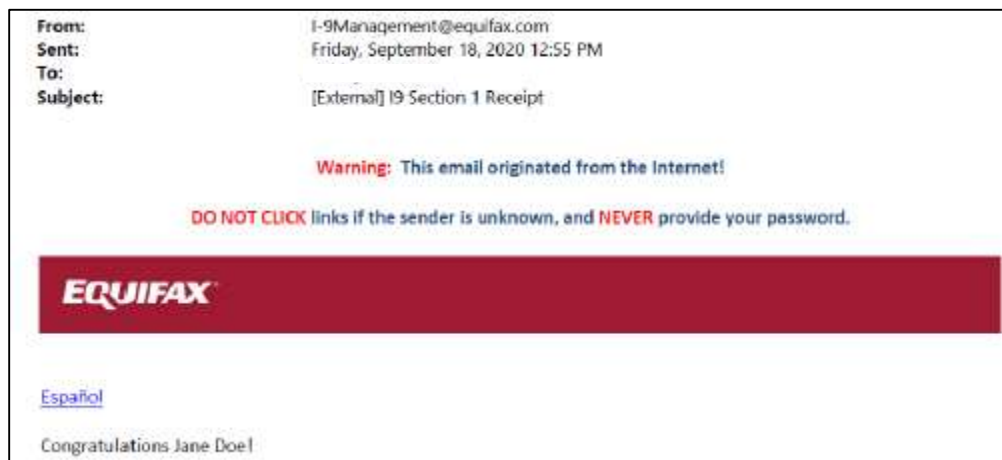 From: I-9Management@equifax.com
Sent: Friday, September 18, 2020 12:55 PM
To:
Subject: [External] I9 Section 1 Receipt
Warning: This email originated from the Internet!
DO NOT CLICK links if the sender is unknown, and NEVER provide your password.
EQUIFAX
Español
Congratulations Jane Doe!